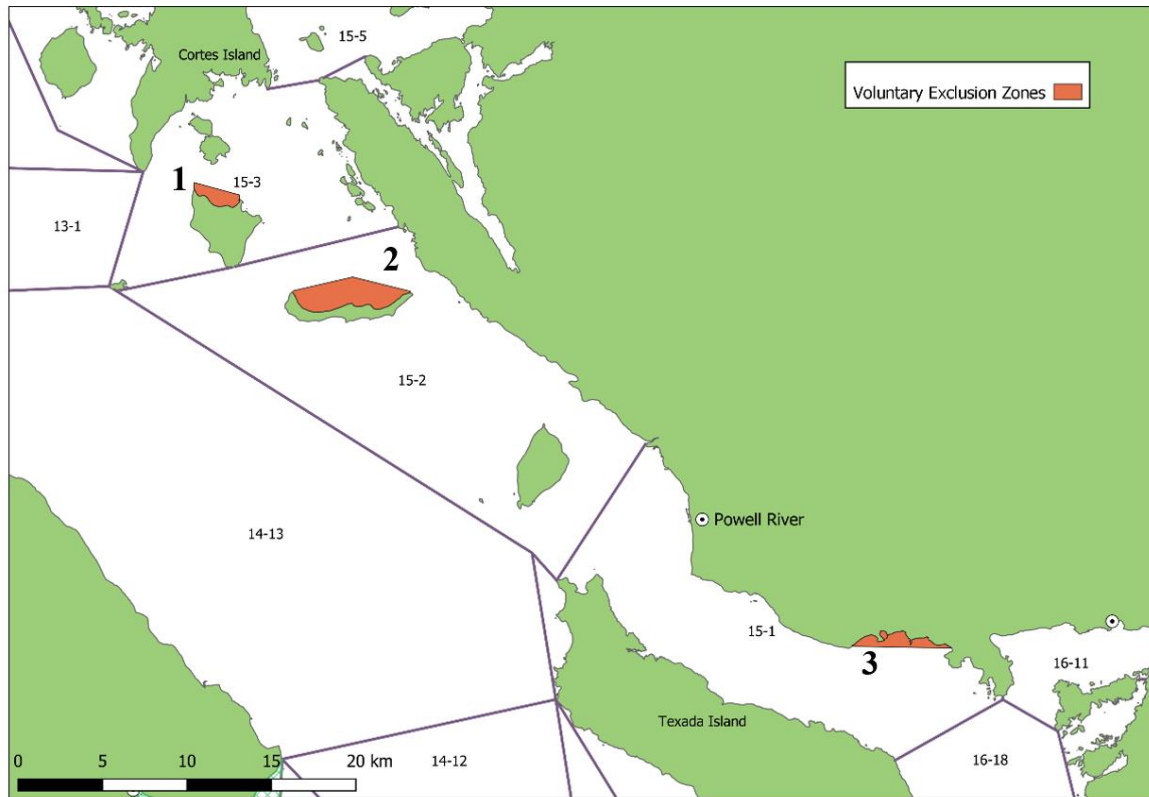 15-5
Cortes Island
Voluntary Exclusion Zones
1
15-3
13-1
2
15-2
14-13
Powell River
15-1
3
16-11
Texada Island
0 5 10 15 20 km
14-12
16-18